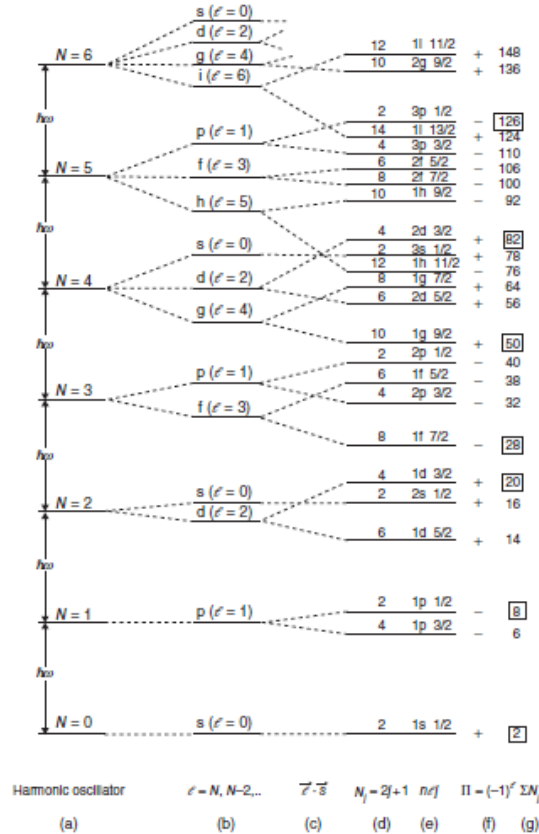 s (ℓ = 0)
d (ℓ = 2)
N = 6
g (ℓ = 4)
i (ℓ = 6)
12 1i 11/2 + 148
10 2g 9/2 + 136
ħω
2 3p 1/2 − 126
p (ℓ = 1)
14 1i 13/2 + 124
4 3p 3/2 − 110
N = 5
f (ℓ = 3)
6 2f 5/2 − 106
8 2f 7/2 − 100
10 1h 9/2 − 92
h (ℓ = 5)
ħω
4 2d 3/2 + 82
s (ℓ = 0)
2 3s 1/2 + 78
12 1h 11/2 − 76
N = 4
d (ℓ = 2)
8 1g 7/2 + 64
6 2d 5/2 + 56
g (ℓ = 4)
ħω
10 1g 9/2 + 50
2 2p 1/2 − 40
p (ℓ = 1)
6 1f 5/2 − 38
N = 3
4 2p 3/2 − 32
f (ℓ = 3)
8 1f 7/2 − 28
ħω
4 1d 3/2 + 20
s (ℓ = 0)
2 2s 1/2 + 16
N = 2
d (ℓ = 2)
6 1d 5/2 + 14
ħω
N = 1
p (ℓ = 1)
2 1p 1/2 − 8
4 1p 3/2 − 6
ħω
N = 0
s (ℓ = 0)
2 1s 1/2 + 2
Harmonic oscillator ℓ = N, N–2,.. ℓ · s Nj = 2j+1 nℓj Π = (−1)^ℓ ΣNj
(a) (b) (c) (d) (e) (f) (g)